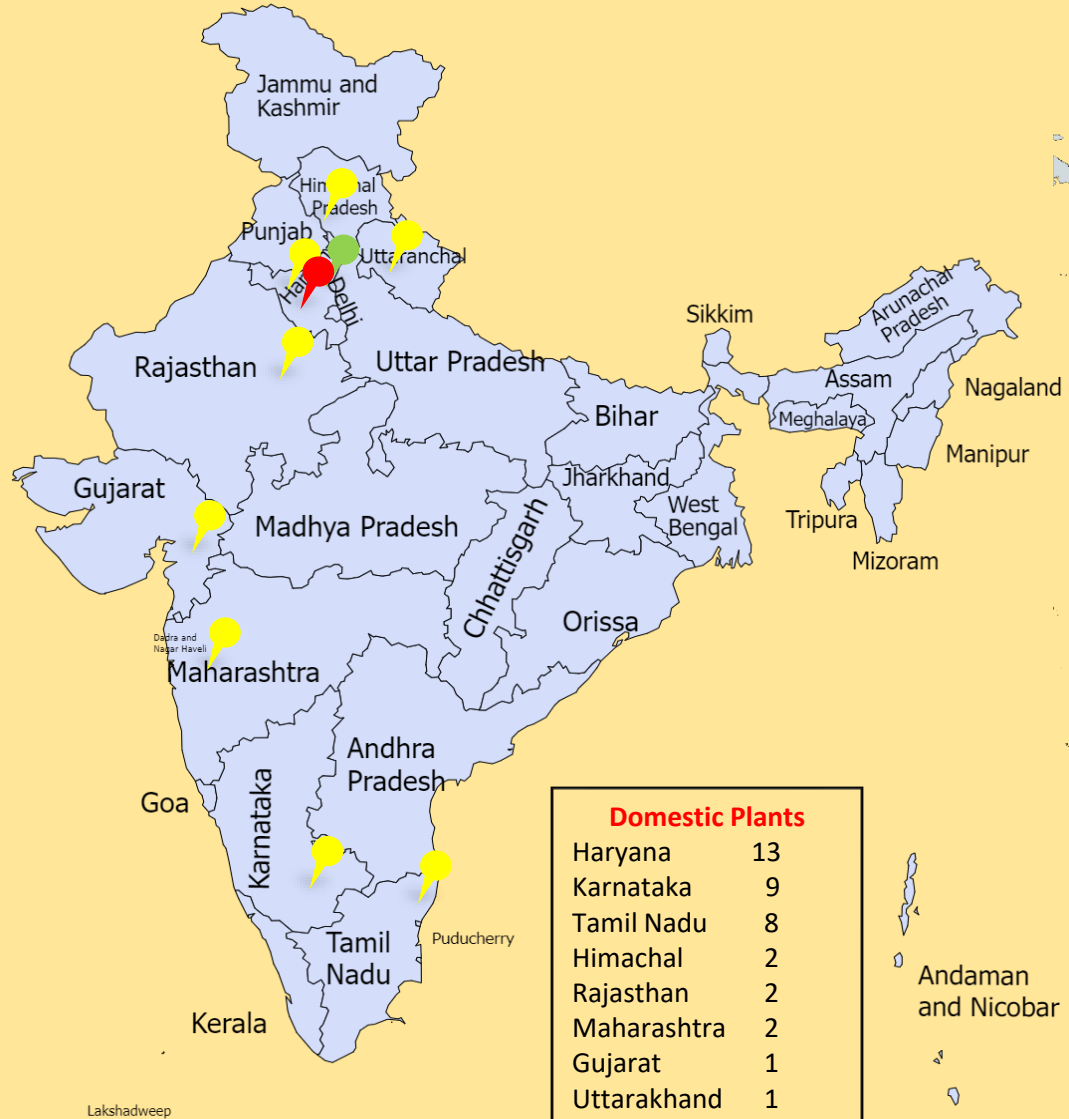 Jammu and
Kashmir
Pradesh
Punjab
Uttaranchal
Delhi
Sikkim
Arunachal
Pradesh
Rajasthan
Uttar Pradesh
Assam
Nagaland
Bihar
Meghalaya
Manipur
Gujarat
Jharkhand
Madhya Pradesh
West
Bengal
Tripura
Mizoram
Chhattisgarh
Orissa
Dadra and
Nagar Haveli
Maharashtra
Andhra
Pradesh
Goa
Karnataka
Domestic Plants
Haryana 13
Karnataka 9
Tamil Nadu 8
Himachal 2
Rajasthan 2
Maharashtra 2
Gujarat 1
Uttarakhand 1
Puducherry
Tamil
Nadu
Andaman
and Nicobar
Kerala
Lakshadweep